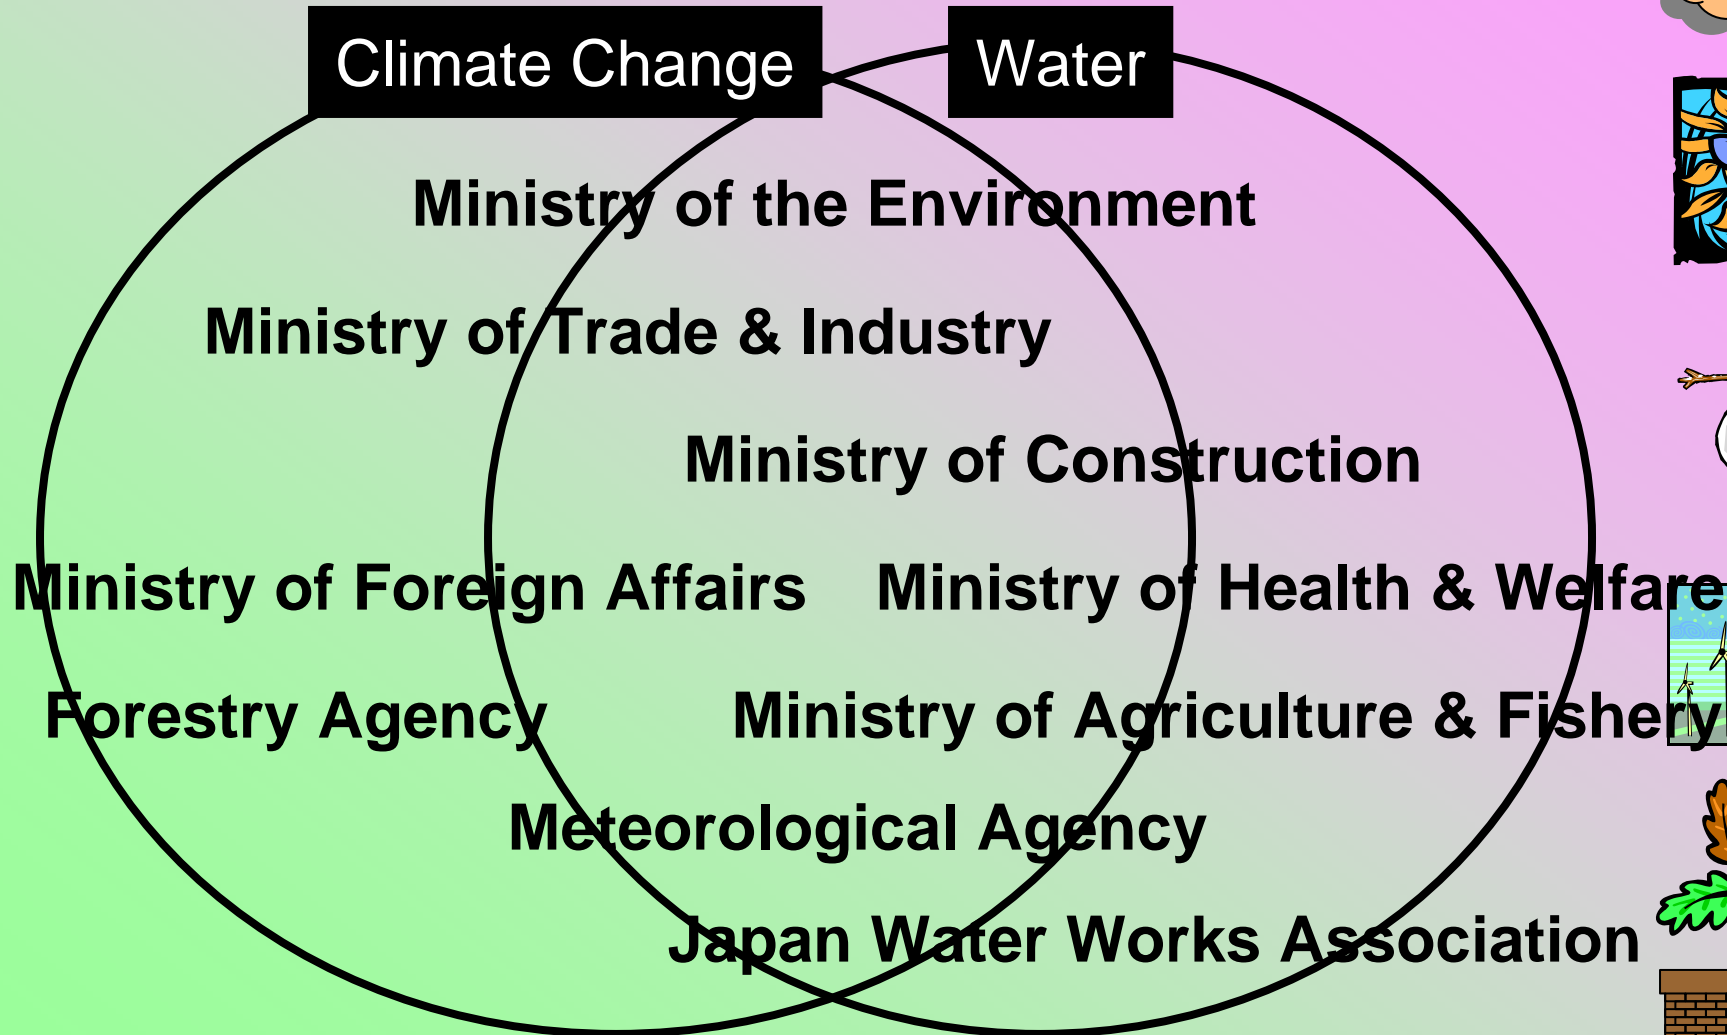 Climate Change
Water
Ministry of the Environment
Ministry of Trade & Industry
Ministry of Construction
Ministry of Foreign Affairs
Ministry of Health & Welfare
Forestry Agency
Ministry of Agriculture & Fishery
Meteorological Agency
Japan Water Works Association